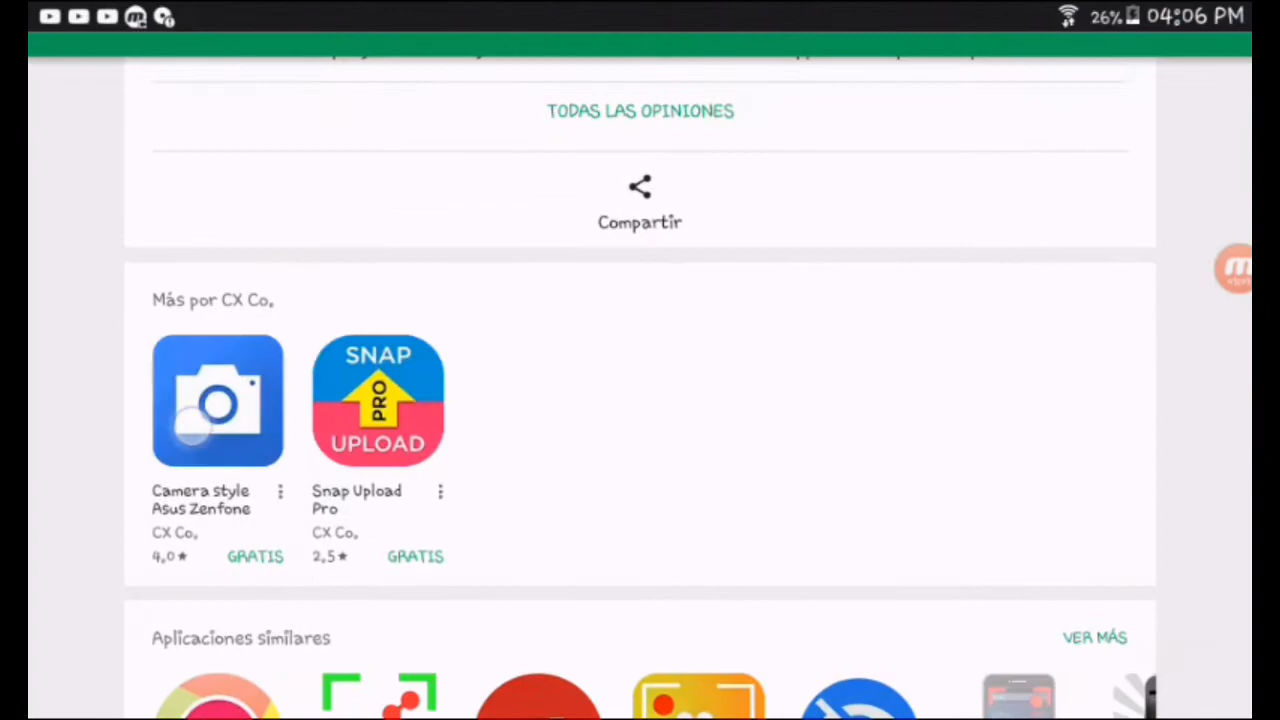 26% 04:06 PM
TODAS LAS OPINIONES
Compartir
Más por CX Co.
SNAP
PRO
UPLOAD
Camera style
Asus Zenfone
CX Co.
4,0★ GRATIS
Snap Upload
Pro
CX Co.
2,5★ GRATIS
Aplicaciones similares
VER MÁS